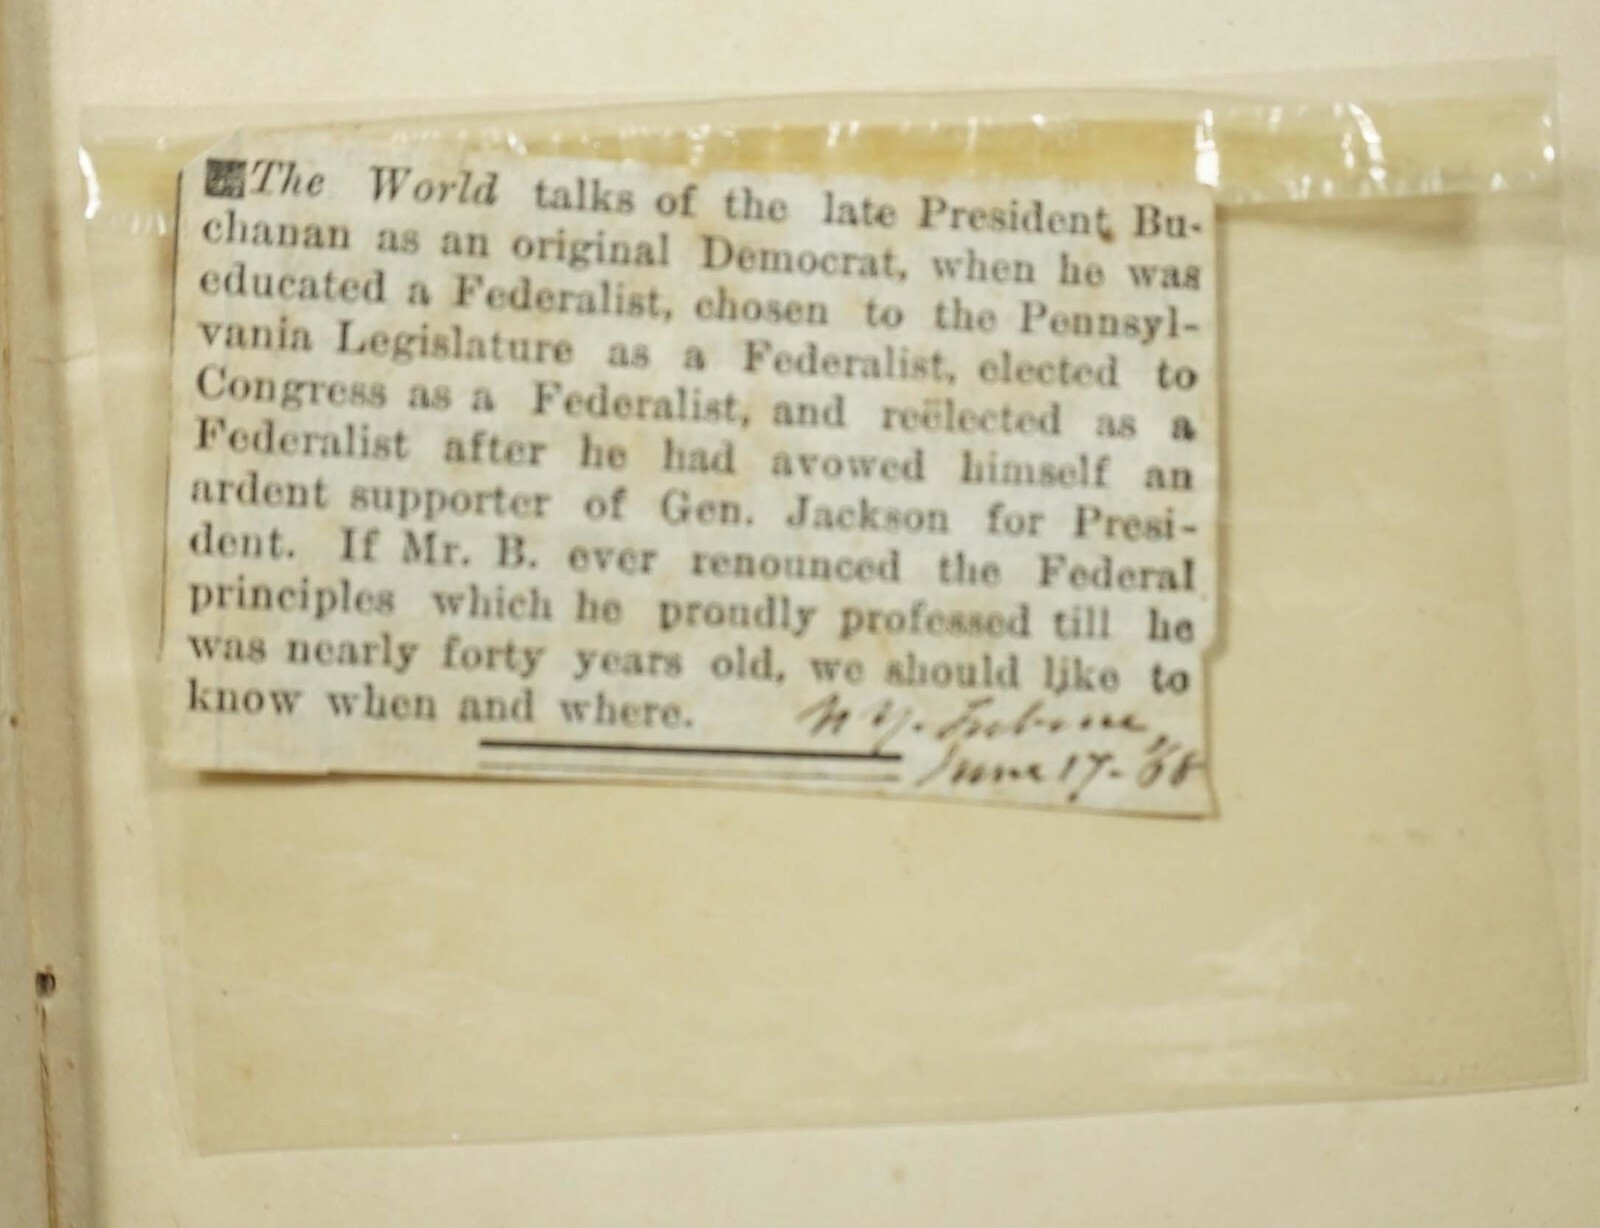 The World talks of the late President Bu-
chanan as an original Democrat, when he was
educated a Federalist, chosen to the Pennsyl-
vania Legislature as a Federalist, elected to
Congress as a Federalist, and reëlected as a
Federalist after he had avowed himself an
ardent supporter of Gen. Jackson for Presi-
dent. If Mr. B. ever renounced the Federal
principles which he proudly professed till he
was nearly forty years old, we should like to
know when and where.
N Y. Tribune,
June 17-'68